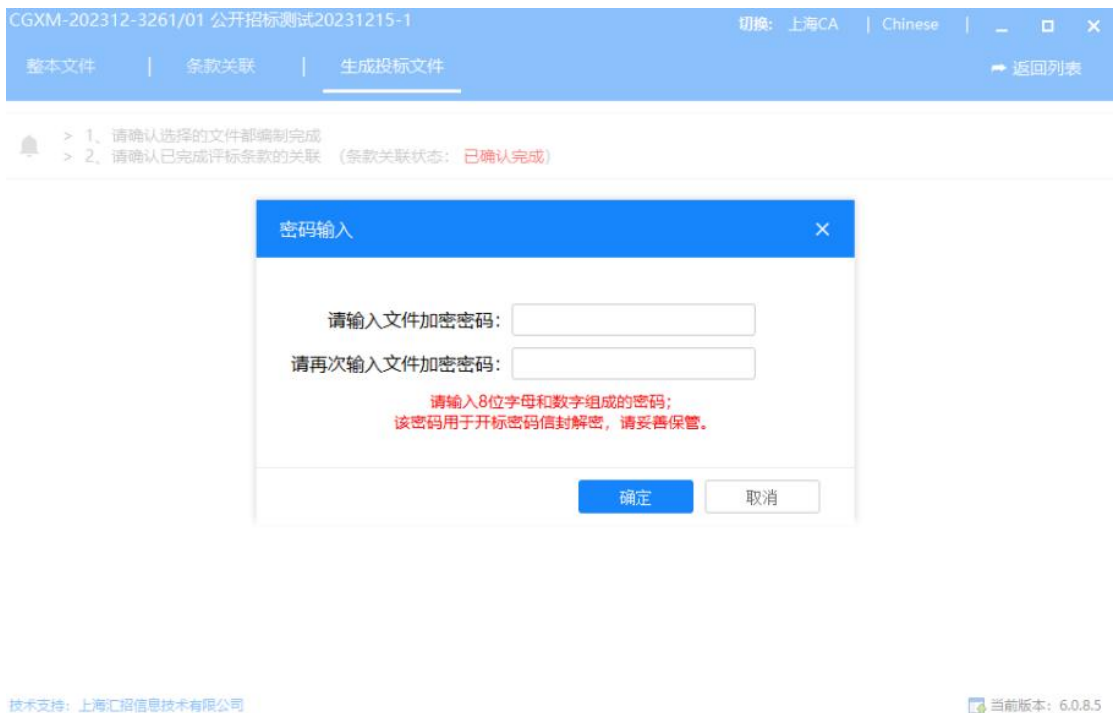 CGXM-202312-3261/01 公开招标测试20231215-1 切换: 上海CA | Chinese |
整本文件 | 条款关联 | 生成投标文件 返回列表
> 1、请确认选择的文件都编制完成
> 2、请确认已完成评标条款的关联 (条款关联状态: 已确认完成)
密码输入
请输入文件加密密码:
请再次输入文件加密密码:
请输入8位字母和数字组成的密码;
该密码用于开标密码信封解密, 请妥善保管。
确定 取消
技术支持: 上海汇招信息技术有限公司 当前版本: 6.0.8.5